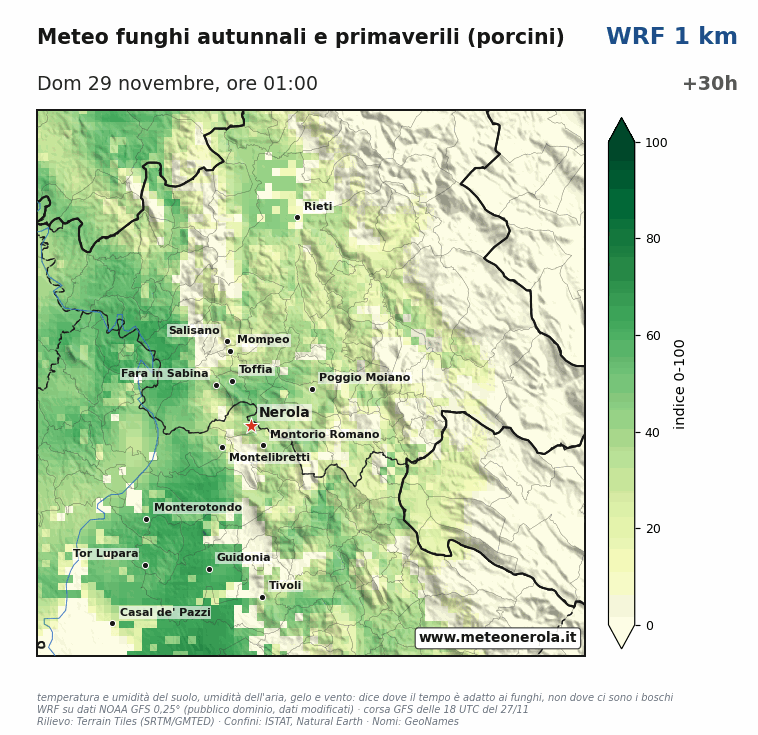 Meteo funghi autunnali e primaverili (porcini)
WRF 1 km
Dom 29 novembre, ore 01:00
+30h
Rieti
Salisano
Mompeo
Toffia
Fara in Sabina
Poggio Moiano
Nerola
Montorio Romano
Montelibretti
Monterotondo
Tor Lupara
Guidonia
Tivoli
Casal de' Pazzi
www.meteonerola.it
100
80
60
40
20
0
indice 0-100
temperatura e umidità del suolo, umidità dell'aria, gelo e vento: dice dove il tempo è adatto ai funghi, non dove ci sono i boschi
WRF su dati NOAA GFS 0,25° (pubblico dominio, dati modificati) · corsa GFS delle 18 UTC del 27/11
Rilievo: Terrain Tiles (SRTM/GMTED) · Confini: ISTAT, Natural Earth · Nomi: GeoNames